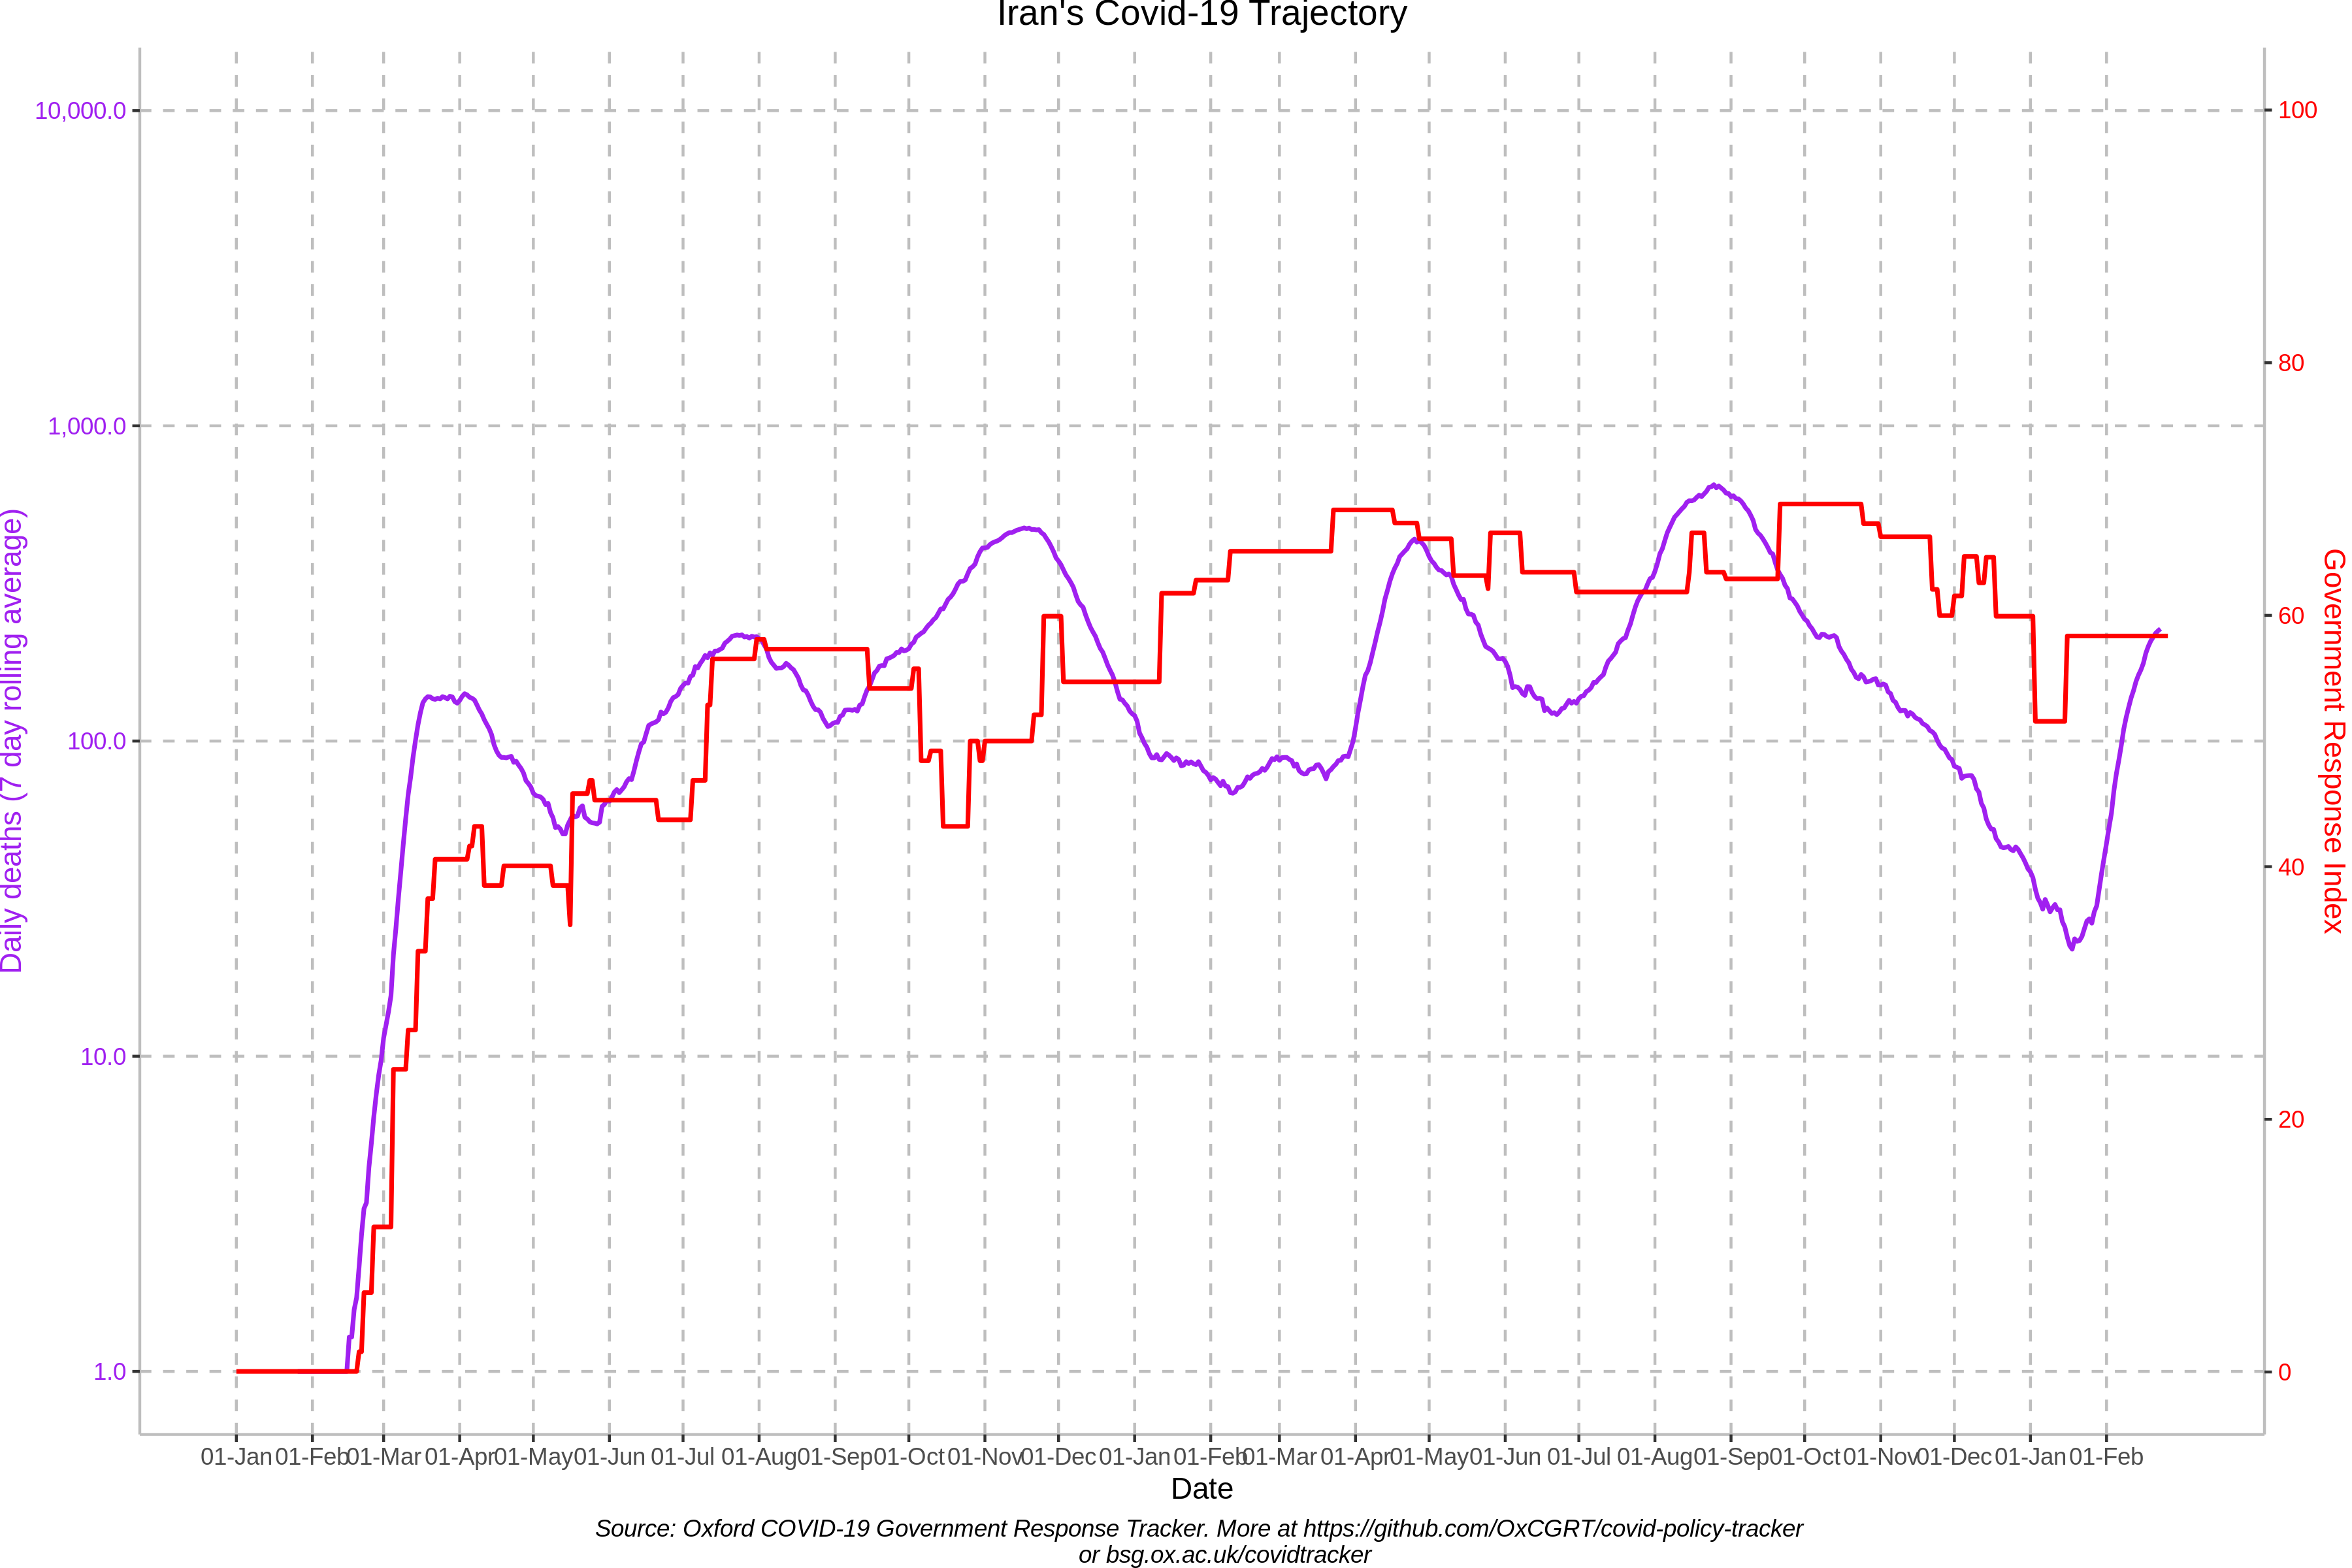 Iran's Covid-19 Trajectory
10,000.0
1,000.0
100.0
10.0
1.0
Daily deaths (7 day rolling average)
100
80
60
40
20
0
Government Response Index
01-Jan 01-Feb 01-Mar 01-Apr 01-May 01-Jun 01-Jul 01-Aug 01-Sep 01-Oct 01-Nov 01-Dec 01-Jan 01-Feb 01-Mar 01-Apr 01-May 01-Jun 01-Jul 01-Aug 01-Sep 01-Oct 01-Nov 01-Dec 01-Jan 01-Feb
Date
Source: Oxford COVID-19 Government Response Tracker. More at https://github.com/OxCGRT/covid-policy-tracker
or bsg.ox.ac.uk/covidtracker